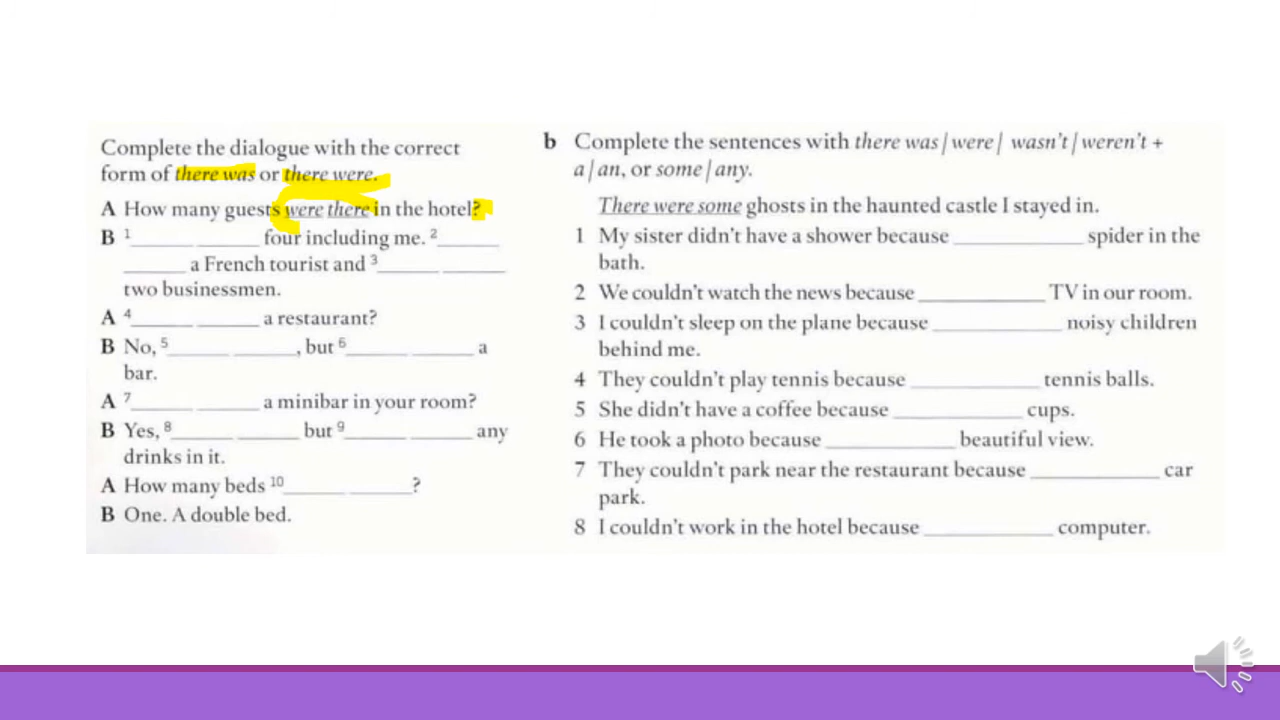 Complete the dialogue with the correct
form of there was or there were.
A How many guests were there in the hotel?
B 1______ ______ four including me. 2______
______ a French tourist and 3______ ______
two businessmen.
A 4______ ______ a restaurant?
B No, 5______ ______, but 6______ ______ a
bar.
A 7______ ______ a minibar in your room?
B Yes, 8______ ______ but 9______ ______ any
drinks in it.
A How many beds 10______ ______?
B One. A double bed.
b Complete the sentences with there was | were | wasn't | weren't +
a | an, or some | any.
There were some ghosts in the haunted castle I stayed in.
1 My sister didn't have a shower because ____________ spider in the
bath.
2 We couldn't watch the news because ____________ TV in our room.
3 I couldn't sleep on the plane because ____________ noisy children
behind me.
4 They couldn't play tennis because ____________ tennis balls.
5 She didn't have a coffee because ____________ cups.
6 He took a photo because ____________ beautiful view.
7 They couldn't park near the restaurant because ____________ car
park.
8 I couldn't work in the hotel because ____________ computer.